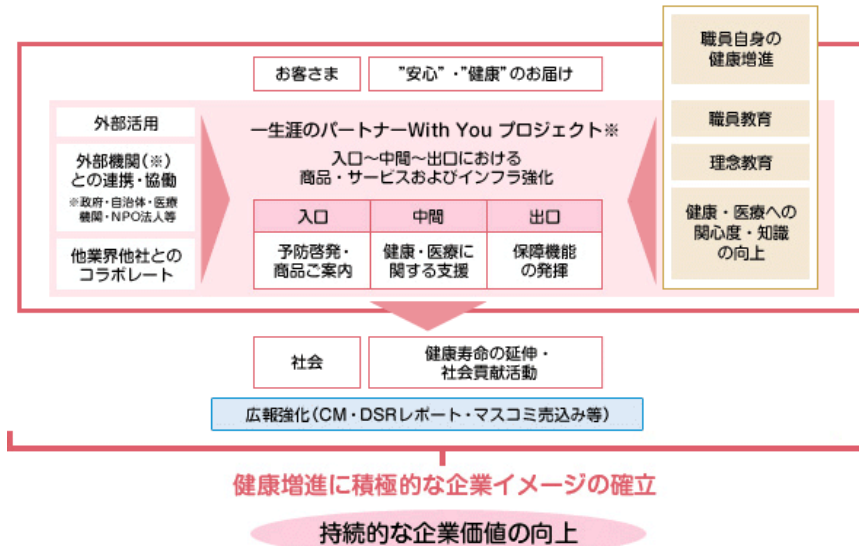 お客さま
"安心"・"健康"のお届け
職員自身の
健康増進
外部活用
外部機関(※)
との連携・協働
※政府・自治体・医療
機関・NPO法人等
他業界他社との
コラボレート
一生涯のパートナーWith You プロジェクト※
入口～中間～出口における
商品・サービスおよびインフラ強化
入口
中間
出口
予防啓発・
商品ご案内
健康・医療に
関する支援
保障機能
の発揮
職員教育
理念教育
健康・医療への
関心度・知識
の向上
社会
健康寿命の延伸・
社会貢献活動
広報強化(CM・DSRレポート・マスコミ売込み等)
健康増進に積極的な企業イメージの確立
持続的な企業価値の向上